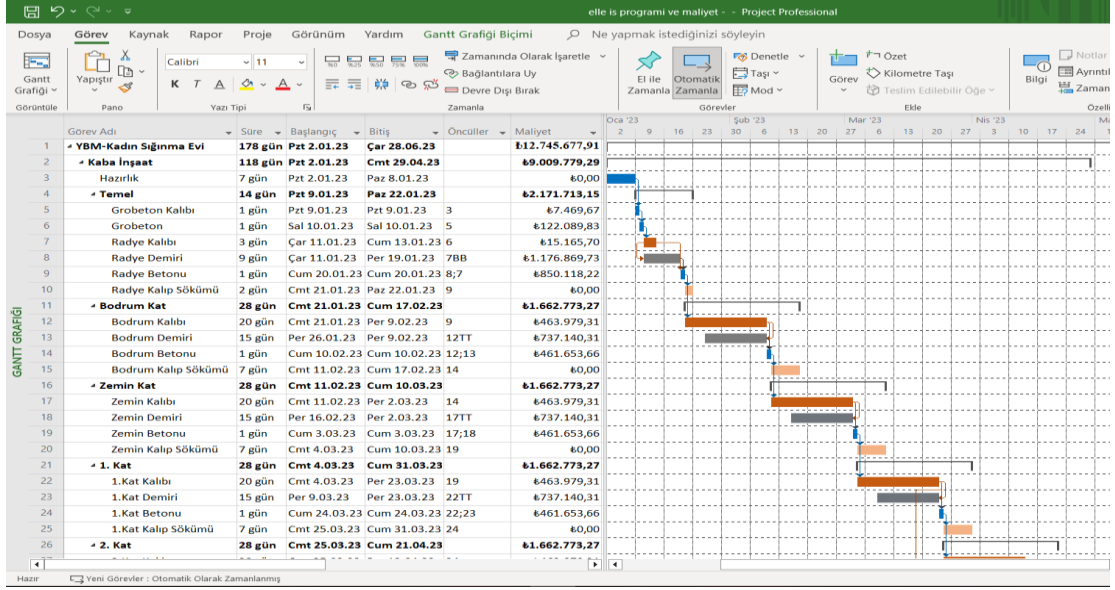 elle is programi ve maliyet - - Project Professional
Dosya Görev Kaynak Rapor Proje Görünüm Yardım Gantt Grafiği Biçimi Ne yapmak istediğinizi söyleyin
Gantt Grafiği
Görüntüle
Yapıştır
Pano
Calibri 11
K T A A
Yazı Tipi
%0 %25 %50 %75 %100
Zamanında Olarak İşaretle
Bağlantılara Uy
Devre Dışı Bırak
Zamanla
El ile Zamanla
Otomatik Zamanla
Denetle
Taşı
Mod
Görevler
Görev
Özet
Kilometre Taşı
Teslim Edilebilir Öğe
Ekle
Bilgi
Notlar
Ayrıntıl
Zaman
Özelli
Oca '23 Şub '23 Mar '23 Nis '23 Ma
Görev Adı Süre Başlangıç Bitiş Öncüller Maliyet 2 9 16 23 30 6 13 20 27 6 13 20 27 3 10 17 24 1
1 YBM-Kadın Sığınma Evi 178 gün Pzt 2.01.23 Çar 28.06.23 ₺12.745.677,91
2 Kaba İnşaat 118 gün Pzt 2.01.23 Cmt 29.04.23 ₺9.009.779,29
3 Hazırlık 7 gün Pzt 2.01.23 Paz 8.01.23 ₺0,00
4 Temel 14 gün Pzt 9.01.23 Paz 22.01.23 ₺2.171.713,15
5 Grobeton Kalıbı 1 gün Pzt 9.01.23 Pzt 9.01.23 3 ₺7.469,67
6 Grobeton 1 gün Sal 10.01.23 Sal 10.01.23 5 ₺122.089,83
7 Radye Kalıbı 3 gün Çar 11.01.23 Cum 13.01.23 6 ₺15.165,70
8 Radye Demiri 9 gün Çar 11.01.23 Per 19.01.23 7BB ₺1.176.869,73
9 Radye Betonu 1 gün Cum 20.01.23 Cum 20.01.23 8;7 ₺850.118,22
10 Radye Kalıp Sökümü 2 gün Cmt 21.01.23 Paz 22.01.23 9 ₺0,00
11 Bodrum Kat 28 gün Cmt 21.01.23 Cum 17.02.23 ₺1.662.773,27
12 Bodrum Kalıbı 20 gün Cmt 21.01.23 Per 9.02.23 9 ₺463.979,31
13 Bodrum Demiri 15 gün Per 26.01.23 Per 9.02.23 12TT ₺737.140,31
14 Bodrum Betonu 1 gün Cum 10.02.23 Cum 10.02.23 12;13 ₺461.653,66
15 Bodrum Kalıp Sökümü 7 gün Cmt 11.02.23 Cum 17.02.23 14 ₺0,00
16 Zemin Kat 28 gün Cmt 11.02.23 Cum 10.03.23 ₺1.662.773,27
17 Zemin Kalıbı 20 gün Cmt 11.02.23 Per 2.03.23 14 ₺463.979,31
18 Zemin Demiri 15 gün Per 16.02.23 Per 2.03.23 17TT ₺737.140,31
19 Zemin Betonu 1 gün Cum 3.03.23 Cum 3.03.23 17;18 ₺461.653,66
20 Zemin Kalıp Sökümü 7 gün Cmt 4.03.23 Cum 10.03.23 19 ₺0,00
21 1. Kat 28 gün Cmt 4.03.23 Cum 31.03.23 ₺1.662.773,27
22 1.Kat Kalıbı 20 gün Cmt 4.03.23 Per 23.03.23 19 ₺463.979,31
23 1.Kat Demiri 15 gün Per 9.03.23 Per 23.03.23 22TT ₺737.140,31
24 1.Kat Betonu 1 gün Cum 24.03.23 Cum 24.03.23 22;23 ₺461.653,66
25 1.Kat Kalıp Sökümü 7 gün Cmt 25.03.23 Cum 31.03.23 24 ₺0,00
26 2. Kat 28 gün Cmt 25.03.23 Cum 21.04.23 ₺1.662.773,27
GANTT GRAFİĞİ
Hazır Yeni Görevler : Otomatik Olarak Zamanlanmış